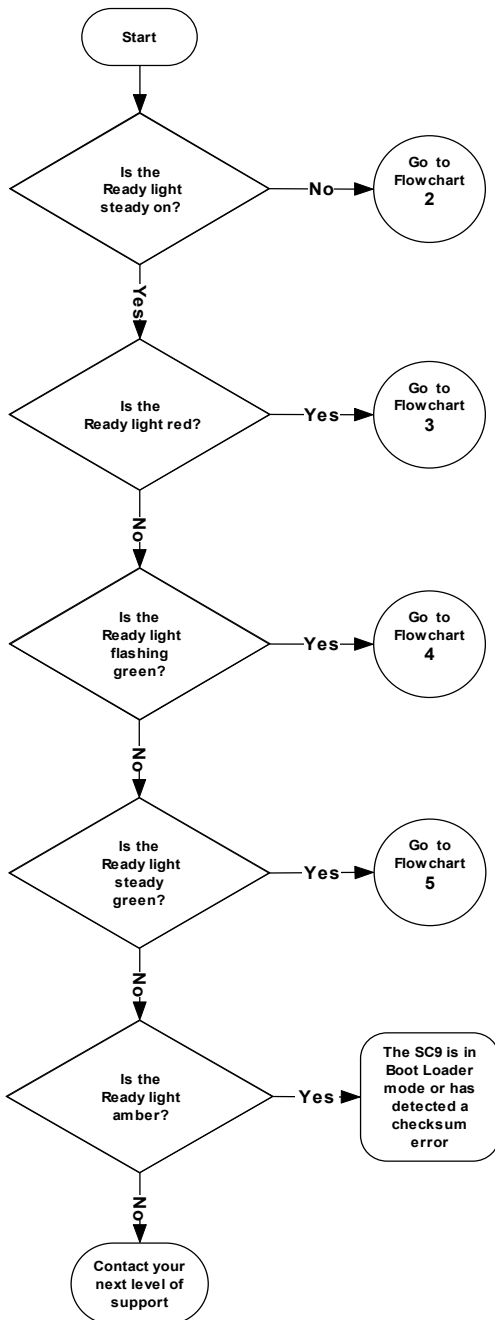 Start
Is the
Ready light
steady on?
No
Go to
Flowchart
2
Yes
Is the
Ready light red?
Yes
Go to
Flowchart
3
No
Is the
Ready light
flashing
green?
Yes
Go to
Flowchart
4
No
Is the
Ready light
steady
green?
Yes
Go to
Flowchart
5
No
Is the
Ready light
amber?
Yes
The SC9 is in
Boot Loader
mode or has
detected a
checksum
error
No
Contact your
next level of
support